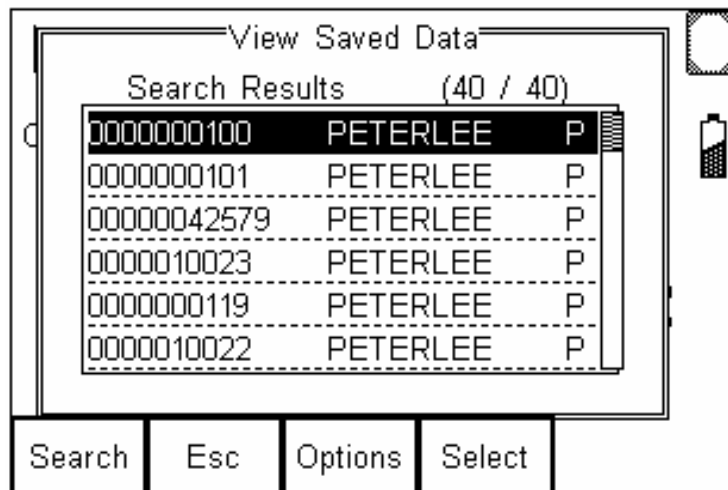 View Saved Data
Search Results (40 / 40)
0000000100 PETERLEE P
0000000101 PETERLEE P
00000042579 PETERLEE P
0000010023 PETERLEE P
0000000119 PETERLEE P
0000010022 PETERLEE P
Search Esc Options Select